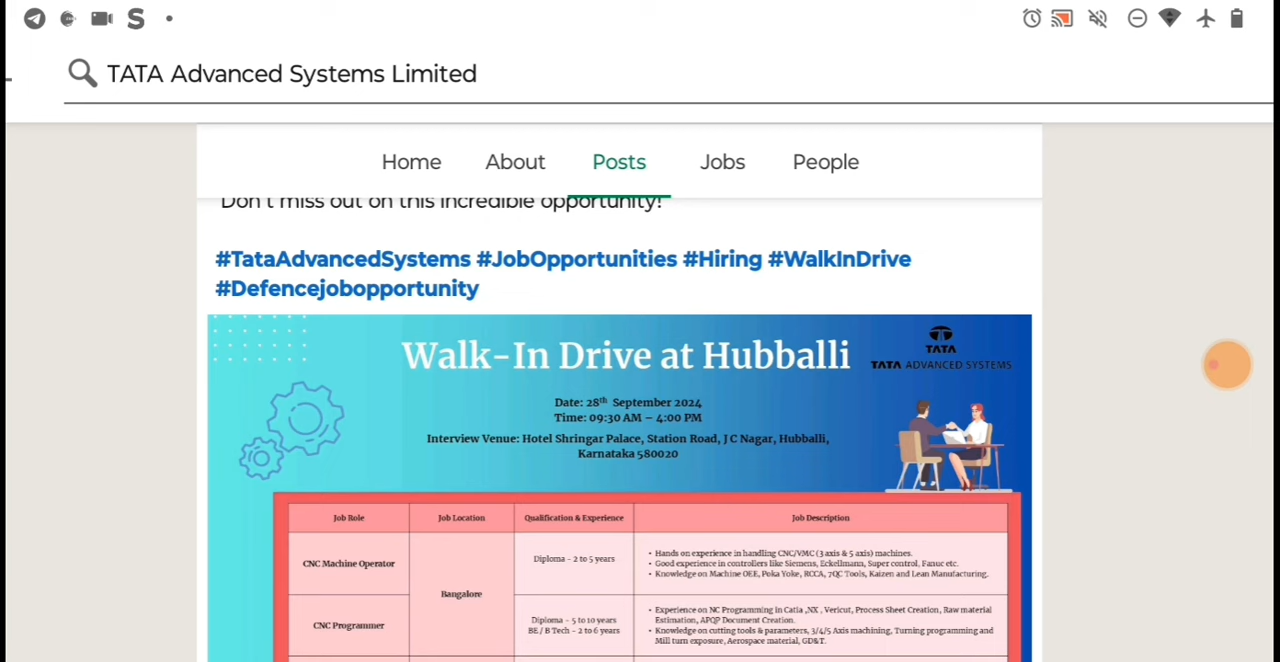 TATA Advanced Systems Limited
Home About Posts Jobs People
Don't miss out on this incredible opportunity!
#TataAdvancedSystems #JobOpportunities #Hiring #WalkInDrive
#Defencejobopportunity
Walk-In Drive at Hubballi
TATA
TATA ADVANCED SYSTEMS
Date: 28th September 2024
Time: 09:30 AM – 4:00 PM
Interview Venue: Hotel Shringar Palace, Station Road, J C Nagar, Hubballi,
Karnataka 580020
Job Role Job Location Qualification & Experience Job Description
CNC Machine Operator
Bangalore
Diploma - 2 to 5 years
• Hands on experience in handling CNC/VMC (3 axis & 5 axis) machines.
• Good experience in controllers like Siemens, Eckellmann, Super control, Fanuc etc.
• Knowledge on Machine OEE, Poka Yoke, RCCA, 7QC Tools, Kaizen and Lean Manufacturing.
CNC Programmer
Diploma - 5 to 10 years
BE / B Tech - 2 to 6 years
• Experience on NC Programming in Catia ,NX , Vericut, Process Sheet Creation, Raw material
Estimation, APQP Document Creation.
• Knowledge on cutting tools & parameters, 3/4/5 Axis machining, Turning programming and
Mill turn exposure, Aerospace material, GD&T.